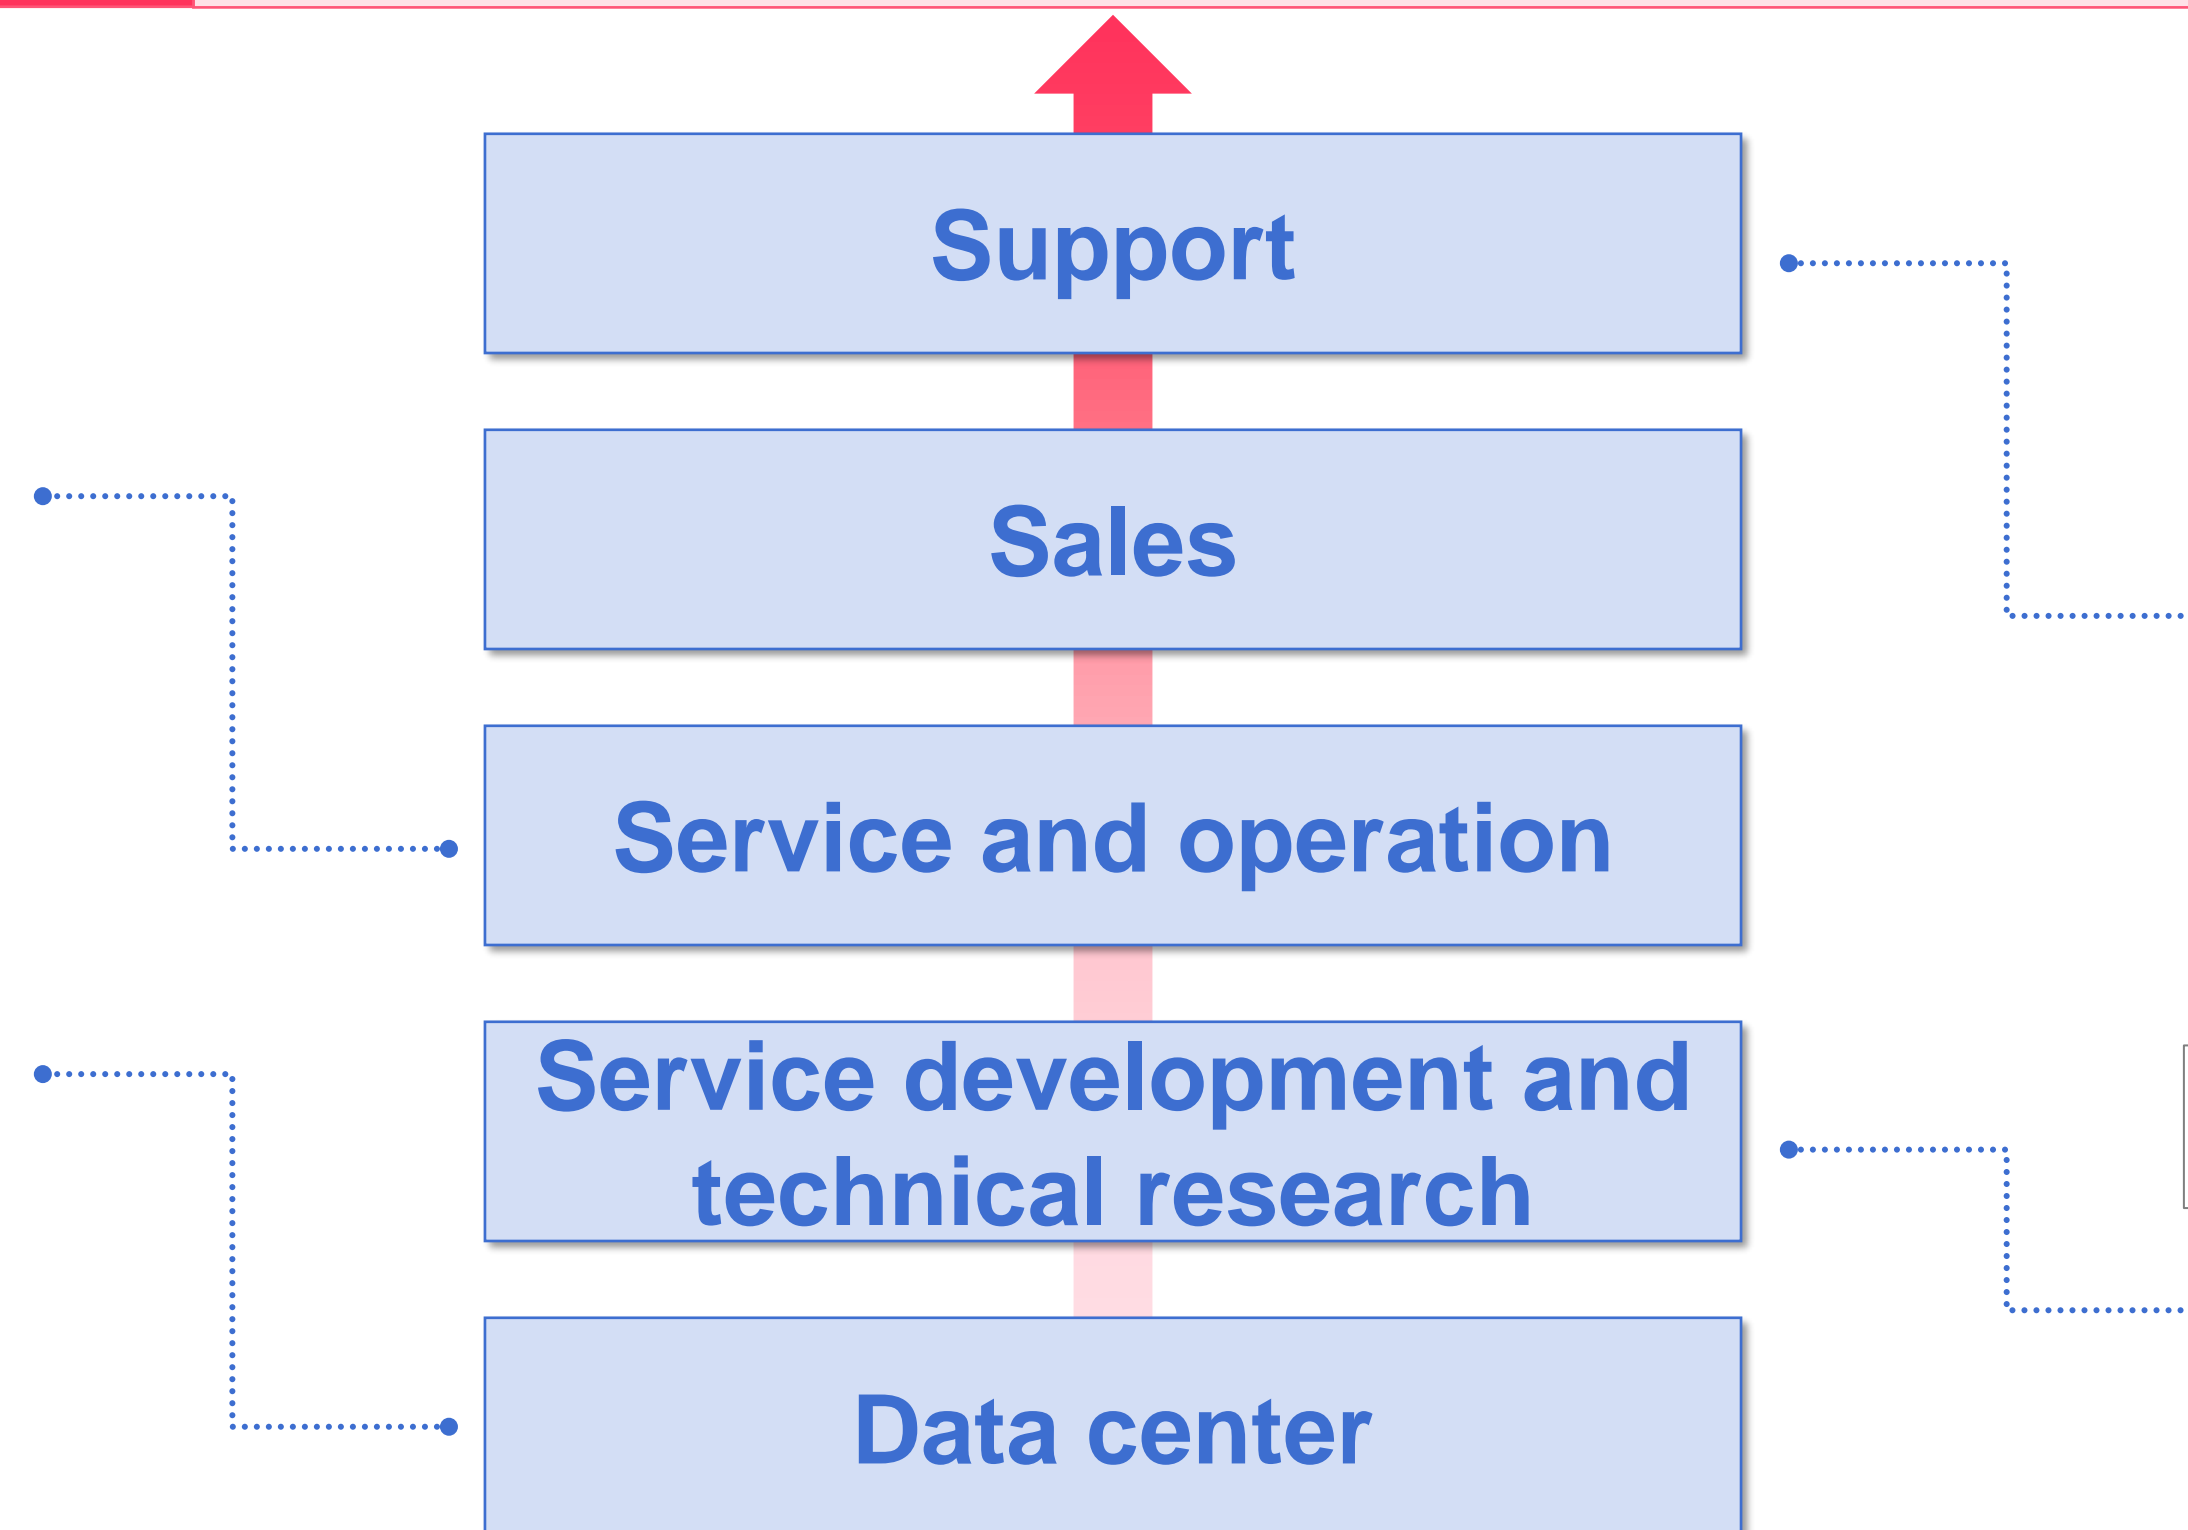 Support
Sales
Service and operation
Service development and
technical research
Data center